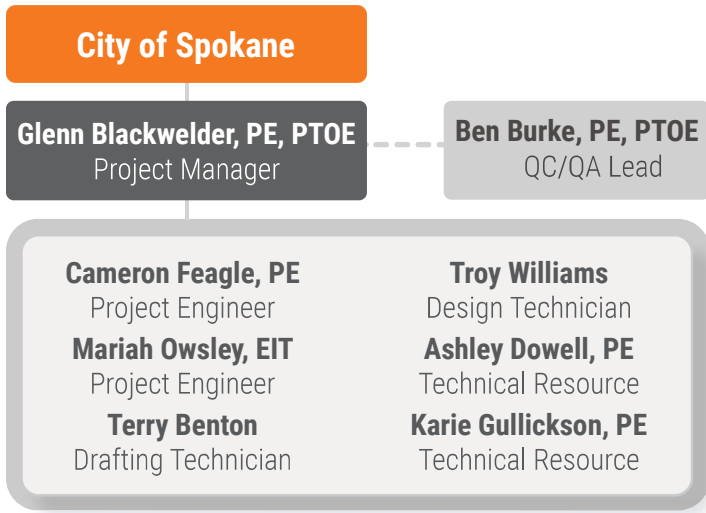 City of Spokane
Glenn Blackwelder, PE, PTOE
Project Manager
Ben Burke, PE, PTOE
QC/QA Lead
Cameron Feagle, PE
Project Engineer
Mariah Owsley, EIT
Project Engineer
Terry Benton
Drafting Technician
Troy Williams
Design Technician
Ashley Dowell, PE
Technical Resource
Karie Gullickson, PE
Technical Resource